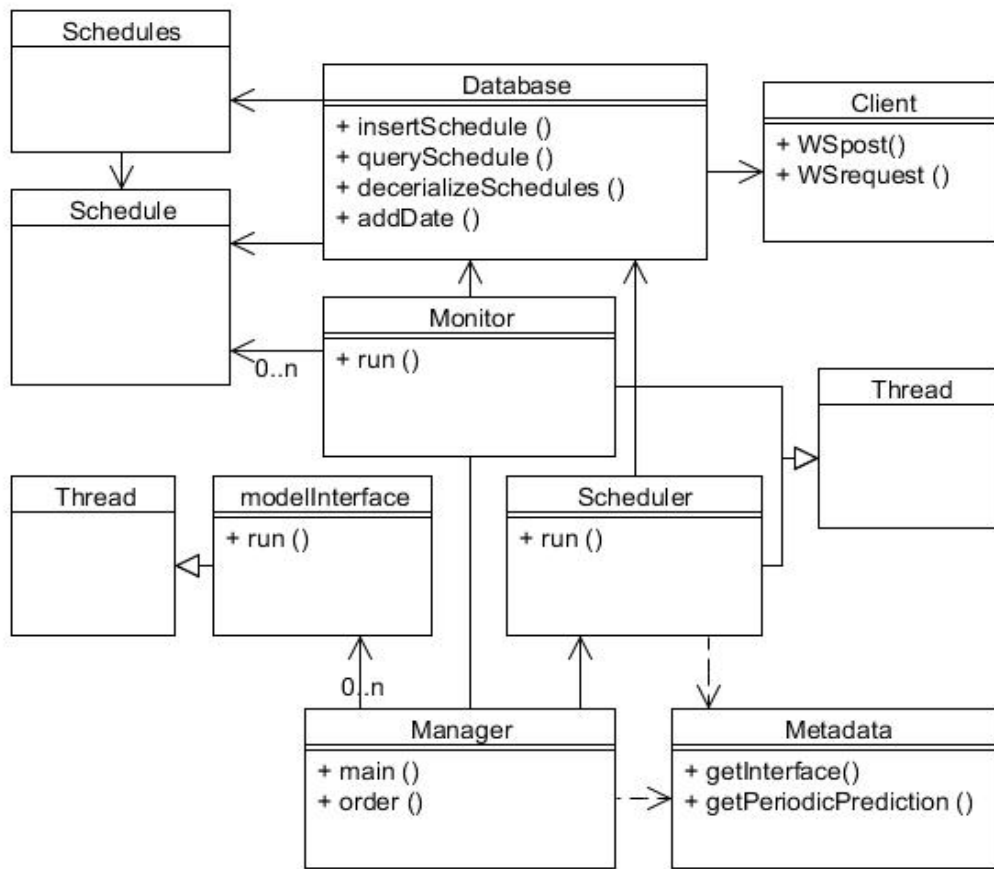 Schedules
Database
+ insertSchedule ()
+ querySchedule ()
+ decerializeSchedules ()
+ addDate ()
Client
+ WSpost()
+ WSrequest ()
Schedule
Monitor
+ run ()
0..n
Thread
Thread
modelInterface
+ run ()
Scheduler
+ run ()
0..n
Manager
+ main ()
+ order ()
Metadata
+ getInterface()
+ getPeriodicPrediction ()